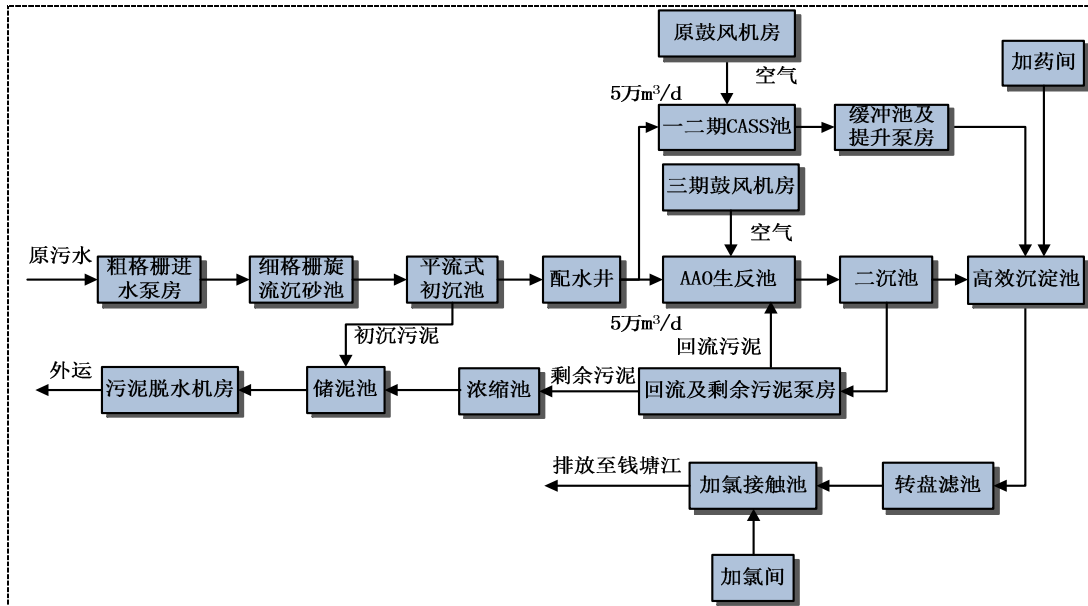 原鼓风机房
加药间
空气
5万m³/d
一二期CASS池
缓冲池及
提升泵房
三期鼓风机房
空气
原污水
粗格栅进
水泵房
细格栅旋
流沉砂池
平流式
初沉池
配水井
AAO生反池
二沉池
高效沉淀池
5万m³/d
初沉污泥
回流污泥
外运
污泥脱水机房
储泥池
浓缩池
剩余污泥
回流及剩余污泥泵房
排放至钱塘江
加氯接触池
转盘滤池
加氯间